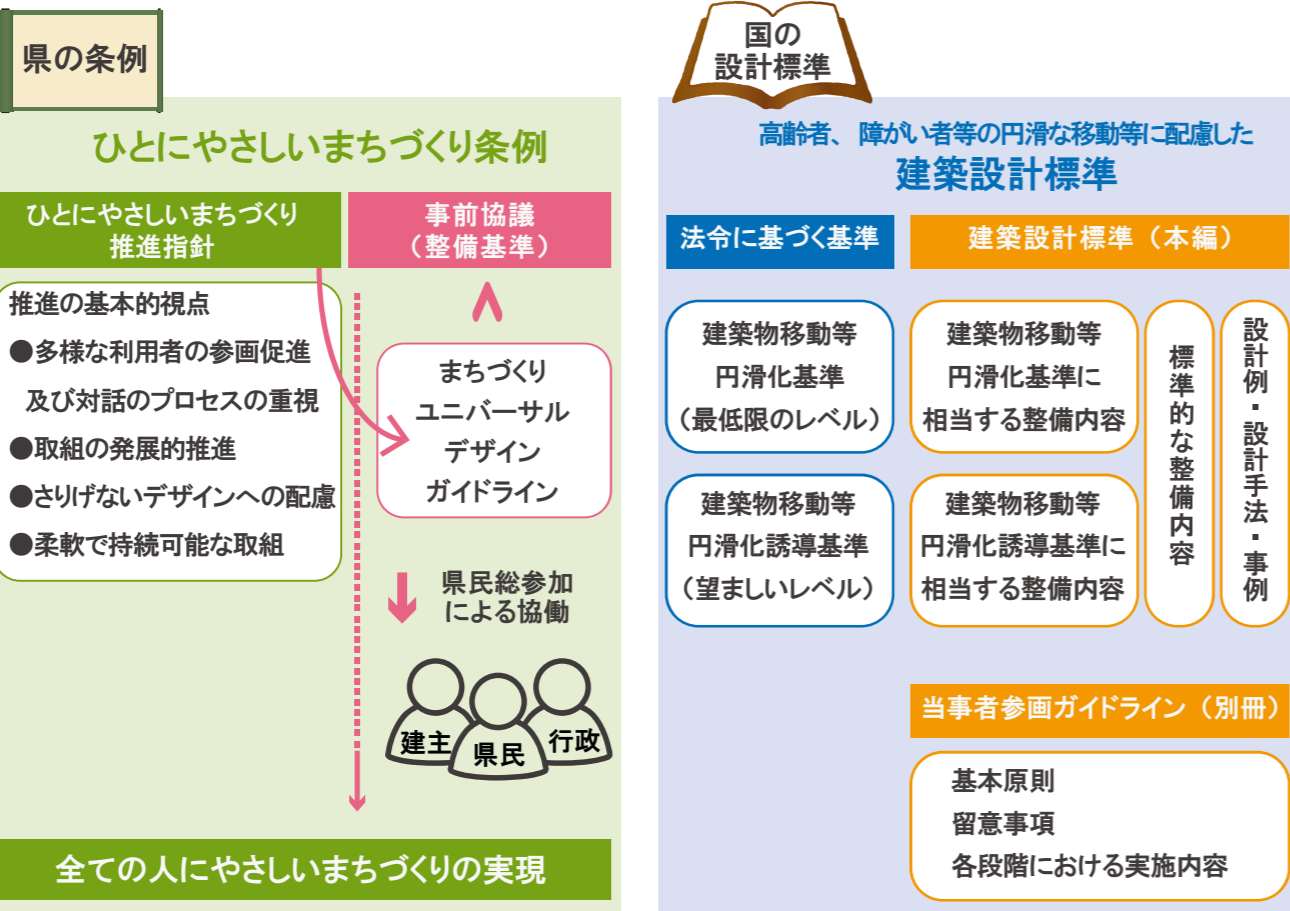 県の条例
ひとにやさしいまちづくり条例
ひとにやさしいまちづくり
推進指針
推進の基本的視点
●多様な利用者の参画促進
及び対話のプロセスの重視
●取組の発展的推進
●さりげないデザインへの配慮
●柔軟で持続可能な取組
事前協議
（整備基準）
まちづくり
ユニバーサル
デザイン
ガイドライン
県民総参加
による協働
建主
県民
行政
全ての人にやさしいまちづくりの実現
国の
設計標準
高齢者、障がい者等の円滑な移動等に配慮した
建築設計標準
法令に基づく基準
建築物移動等
円滑化基準
（最低限のレベル）
建築物移動等
円滑化誘導基準
（望ましいレベル）
建築設計標準（本編）
建築物移動等
円滑化基準に
相当する整備内容
建築物移動等
円滑化誘導基準に
相当する整備内容
標準的な整備内容
設計例・設計手法・事例
当事者参画ガイドライン（別冊）
基本原則
留意事項
各段階における実施内容